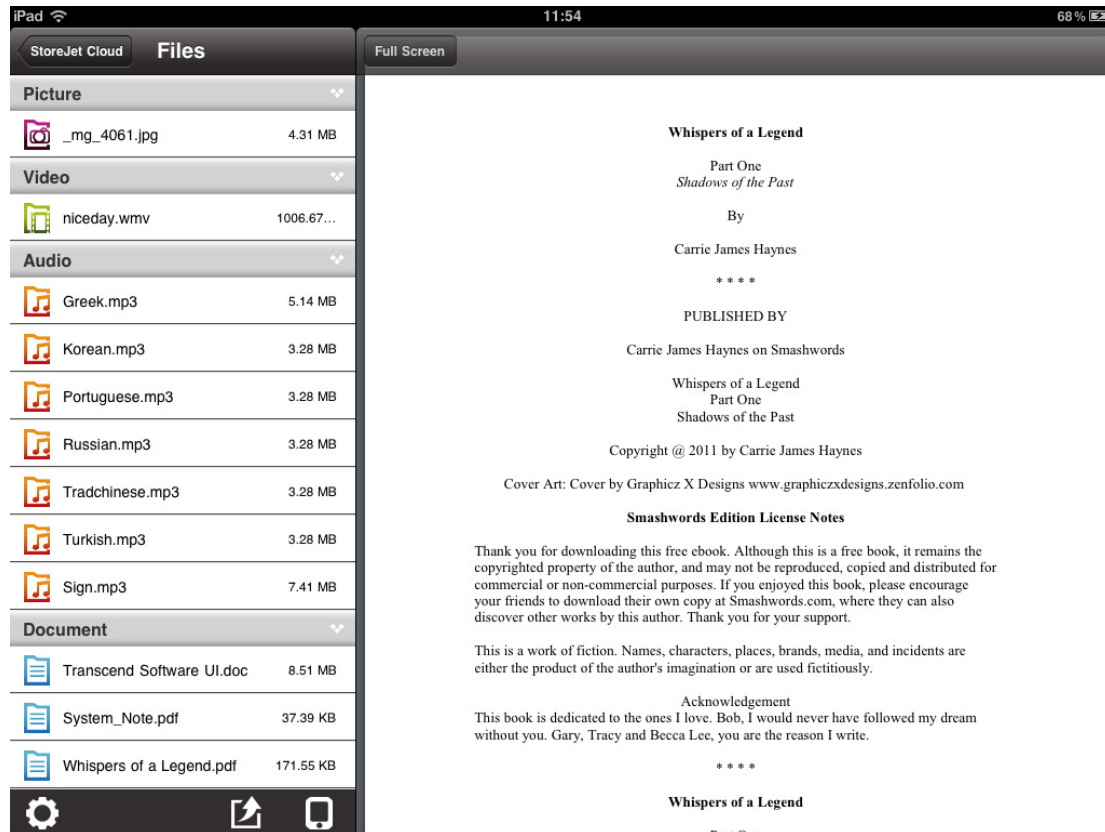 iPad 11:54 68%
StoreJet Cloud Files
Full Screen
Picture
_mg_4061.jpg 4.31 MB
Video
niceday.wmv 1006.67...
Audio
Greek.mp3 5.14 MB
Korean.mp3 3.28 MB
Portuguese.mp3 3.28 MB
Russian.mp3 3.28 MB
Tradchinese.mp3 3.28 MB
Turkish.mp3 3.28 MB
Sign.mp3 7.41 MB
Document
Transcend Software UI.doc 8.51 MB
System_Note.pdf 37.39 KB
Whispers of a Legend.pdf 171.55 KB
Whispers of a Legend
Part One
Shadows of the Past
By
Carrie James Haynes
* * * *
PUBLISHED BY
Carrie James Haynes on Smashwords
Whispers of a Legend
Part One
Shadows of the Past
Copyright @ 2011 by Carrie James Haynes
Cover Art: Cover by Graphicz X Designs www.graphiczxdesigns.zenfolio.com
Smashwords Edition License Notes
Thank you for downloading this free ebook. Although this is a free book, it remains the
copyrighted property of the author, and may not be reproduced, copied and distributed for
commercial or non-commercial purposes. If you enjoyed this book, please encourage
your friends to download their own copy at Smashwords.com, where they can also
discover other works by this author. Thank you for your support.
This is a work of fiction. Names, characters, places, brands, media, and incidents are
either the product of the author's imagination or are used fictitiously.
Acknowledgement
This book is dedicated to the ones I love. Bob, I would never have followed my dream
without you. Gary, Tracy and Becca Lee, you are the reason I write.
* * * *
Whispers of a Legend